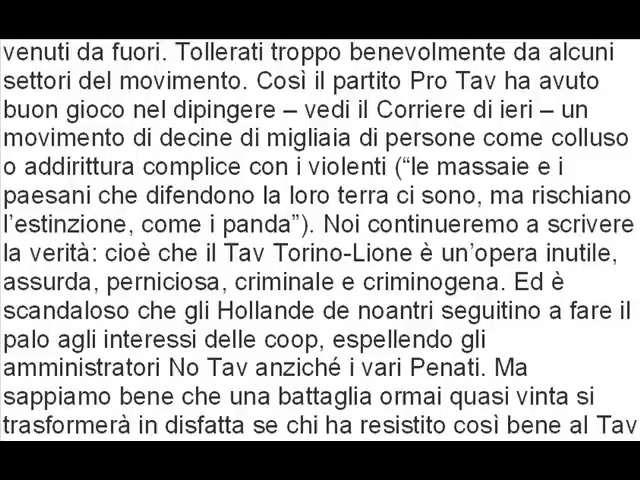 venuti da fuori. Tollerati troppo benevolmente da alcuni
settori del movimento. Così il partito Pro Tav ha avuto
buon gioco nel dipingere – vedi il Corriere di ieri – un
movimento di decine di migliaia di persone come colluso
o addirittura complice con i violenti (“le massaie e i
paesani che difendono la loro terra ci sono, ma rischiano
l’estinzione, come i panda”). Noi continueremo a scrivere
la verità: cioè che il Tav Torino-Lione è un’opera inutile,
assurda, perniciosa, criminale e criminogena. Ed è
scandaloso che gli Hollande de noantri seguitino a fare il
palo agli interessi delle coop, espellendo gli
amministratori No Tav anziché i vari Penati. Ma
sappiamo bene che una battaglia ormai quasi vinta si
trasformerà in disfatta se chi ha resistito così bene al Tav